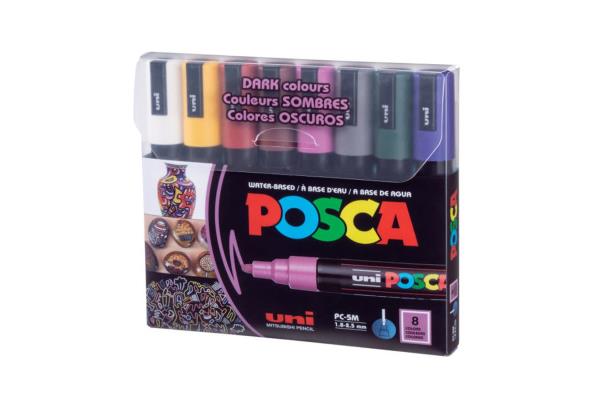 DARK colours
Couleurs SOMBRES
Colores OSCUROS
uni
uni
uni
uni
WATER-BASED / À BASE D'EAU / A BASE DE AGUA
POSCA
uni POSCA
uni
MITSUBISHI PENCIL
PC-5M
1.8-2.5 mm
8
COLORS
COULEURS
COLORES